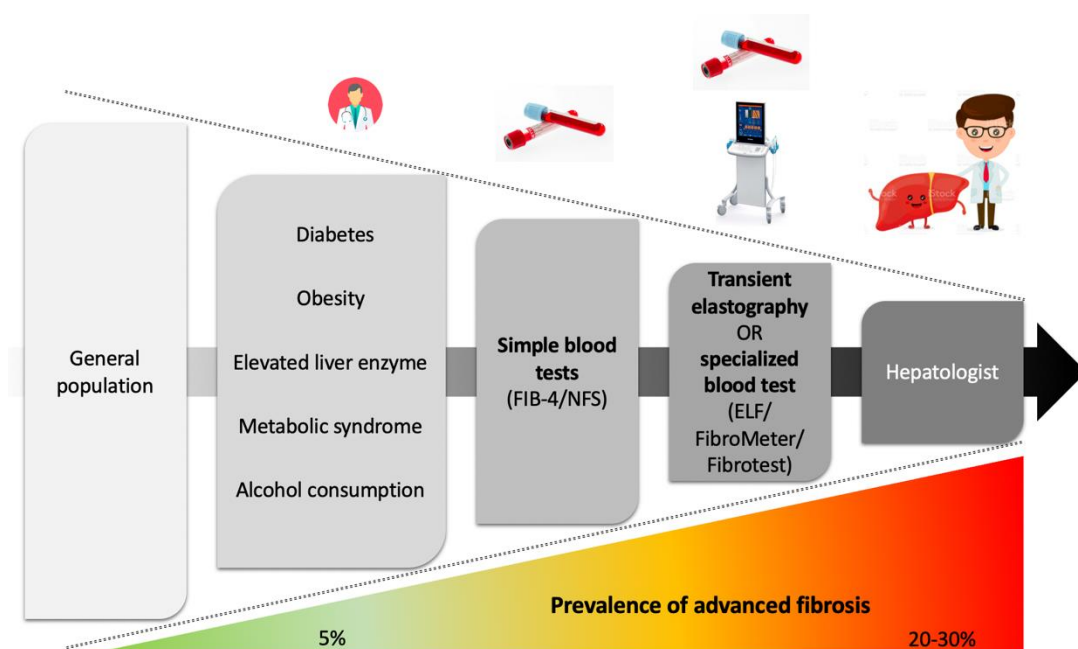 General
population
Diabetes
Obesity
Elevated liver enzyme
Metabolic syndrome
Alcohol consumption
Simple blood
tests
(FIB-4/NFS)
Transient
elastography
OR
specialized
blood test
(ELF/
FibroMeter/
Fibrotest)
Hepatologist
iStock
Prevalence of advanced fibrosis
5%
20-30%